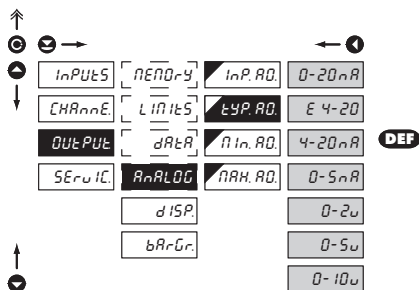 InPUtS MEMOrY InP. AO. 0-20mA
CHAnnE. LIMItS tYP. AO. E 4-20
OUtPUt dAtA MIn. AO. 4-20mA DEF
SErvIC. AnALOG MAX. AO. 0-5mA
dISP. 0-2v
bArGr. 0-5v
0-10v